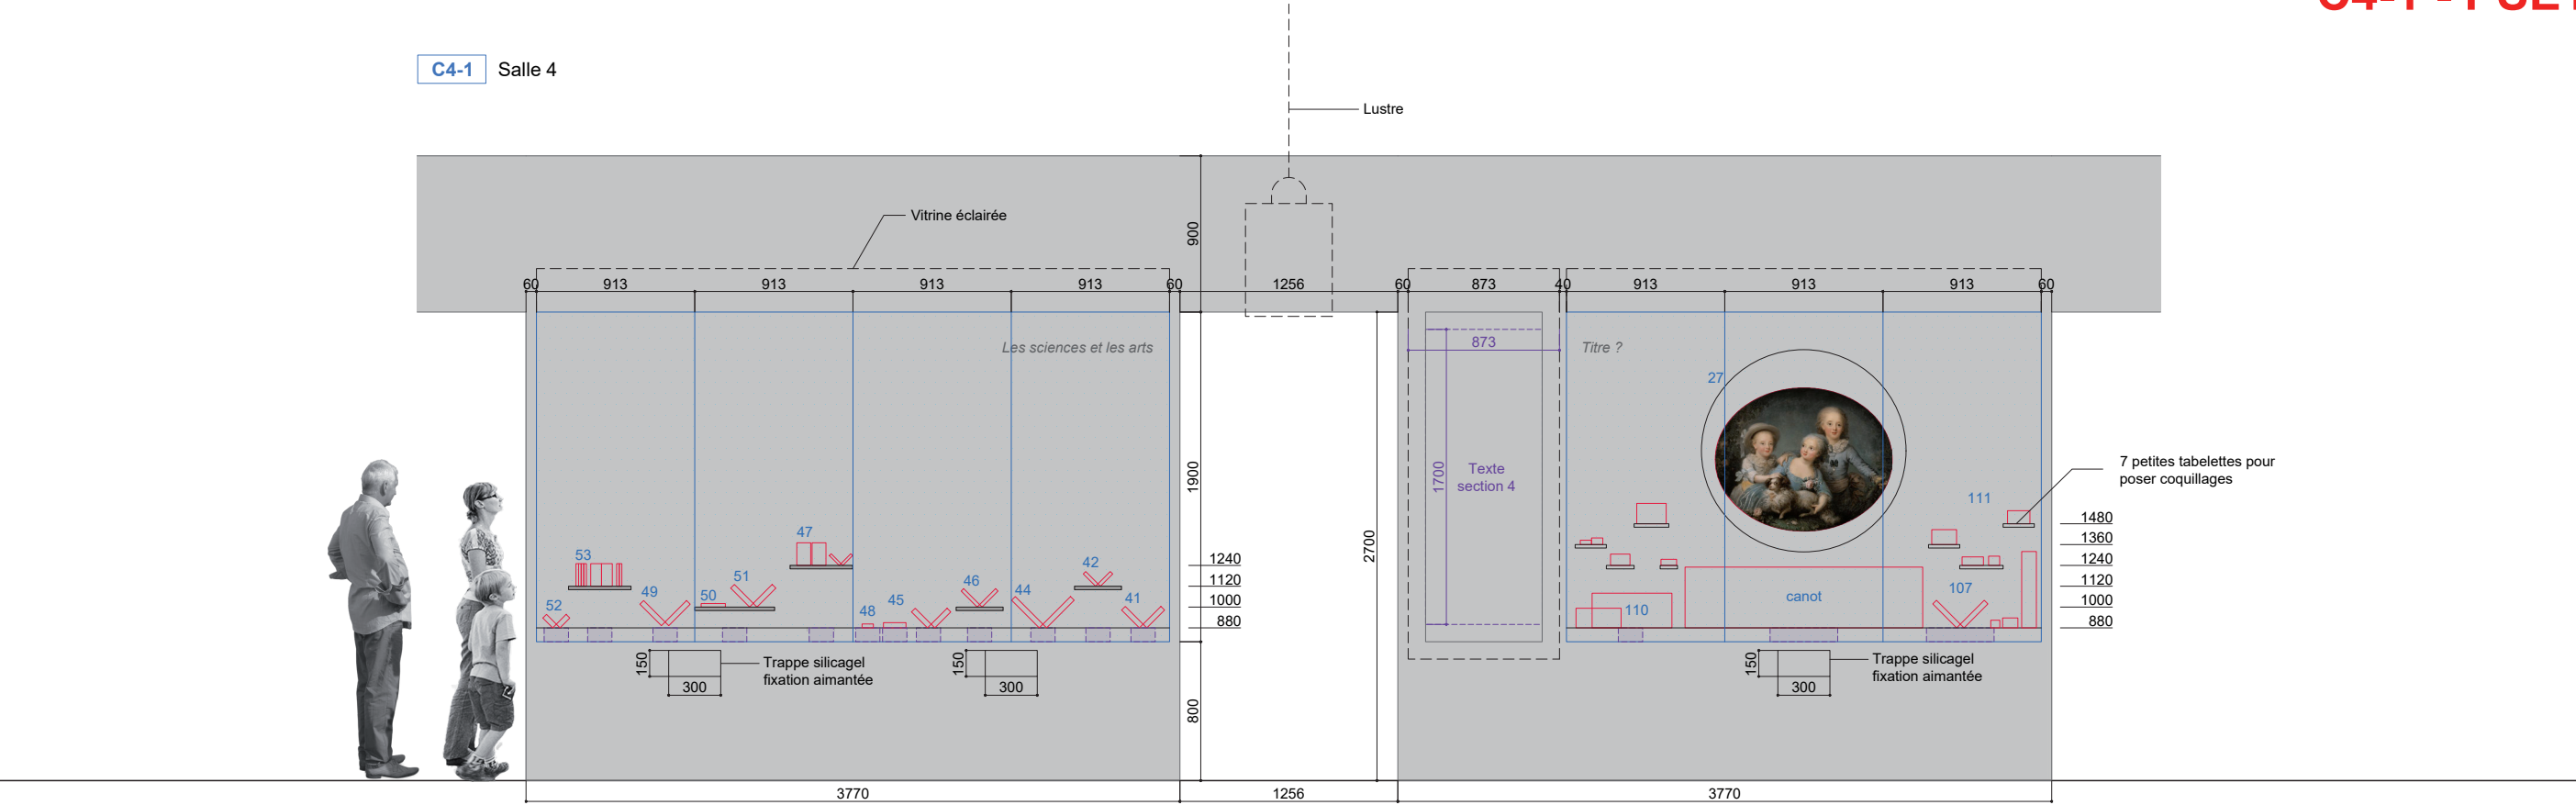 C4-1 Salle 4
Lustre
Vitrine éclairée
900
60 913 913 913 913 60 1256 60 873 40 913 913 913 60
Les sciences et les arts
873
Titre ?
27
1900
1700
Texte
section 4
2700
7 petites tabelettes pour
poser coquillages
111
53 49 52 50 51 47 48 45 46 44 42 41
1240
1120
1000
880
110 canot 107
1480
1360
1240
1120
1000
880
150 300
Trappe silicagel
fixation aimantée
150 300
150 300
Trappe silicagel
fixation aimantée
800
3770 1256 3770